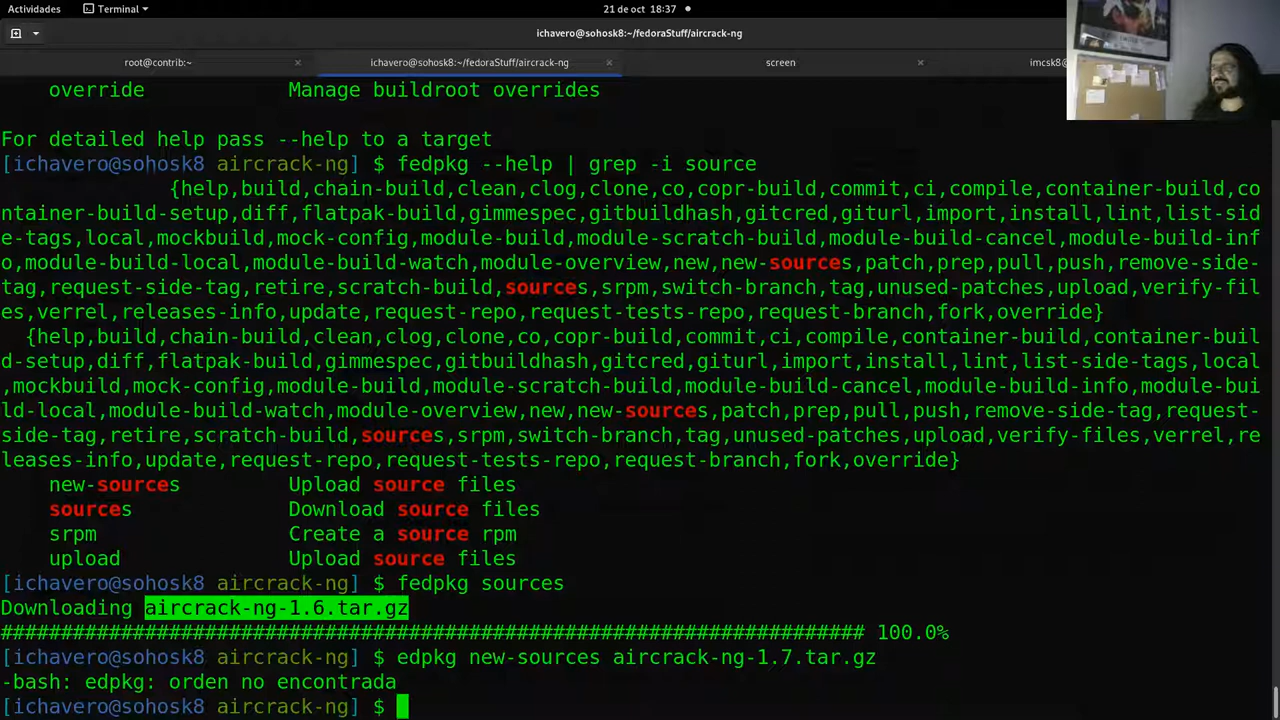 Actividades
Terminal
21 de oct 18:37
ichavero@sohosk8:~/fedoraStuff/aircrack-ng
root@contrib:~
ichavero@sohosk8:~/fedoraStuff/aircrack-ng
screen
imcsk8@
override Manage buildroot overrides
For detailed help pass --help to a target
[ichavero@sohosk8 aircrack-ng] $ fedpkg --help | grep -i source
{help,build,chain-build,clean,clog,clone,co,copr-build,commit,ci,compile,container-build,co
ntainer-build-setup,diff,flatpak-build,gimmespec,gitbuildhash,gitcred,giturl,import,install,lint,list-sid
e-tags,local,mockbuild,mock-config,module-build,module-scratch-build,module-build-cancel,module-build-inf
o,module-build-local,module-build-watch,module-overview,new,new-sources,patch,prep,pull,push,remove-side-
tag,request-side-tag,retire,scratch-build,sources,srpm,switch-branch,tag,unused-patches,upload,verify-fil
es,verrel,releases-info,update,request-repo,request-tests-repo,request-branch,fork,override}
{help,build,chain-build,clean,clog,clone,co,copr-build,commit,ci,compile,container-build,container-buil
d-setup,diff,flatpak-build,gimmespec,gitbuildhash,gitcred,giturl,import,install,lint,list-side-tags,local
,mockbuild,mock-config,module-build,module-scratch-build,module-build-cancel,module-build-info,module-bui
ld-local,module-build-watch,module-overview,new,new-sources,patch,prep,pull,push,remove-side-tag,request-
side-tag,retire,scratch-build,sources,srpm,switch-branch,tag,unused-patches,upload,verify-files,verrel,re
leases-info,update,request-repo,request-tests-repo,request-branch,fork,override}
new-sources Upload source files
sources Download source files
srpm Create a source rpm
upload Upload source files
[ichavero@sohosk8 aircrack-ng] $ fedpkg sources
Downloading aircrack-ng-1.6.tar.gz
######################################################################## 100.0%
[ichavero@sohosk8 aircrack-ng] $ edpkg new-sources aircrack-ng-1.7.tar.gz
-bash: edpkg: orden no encontrada
[ichavero@sohosk8 aircrack-ng] $